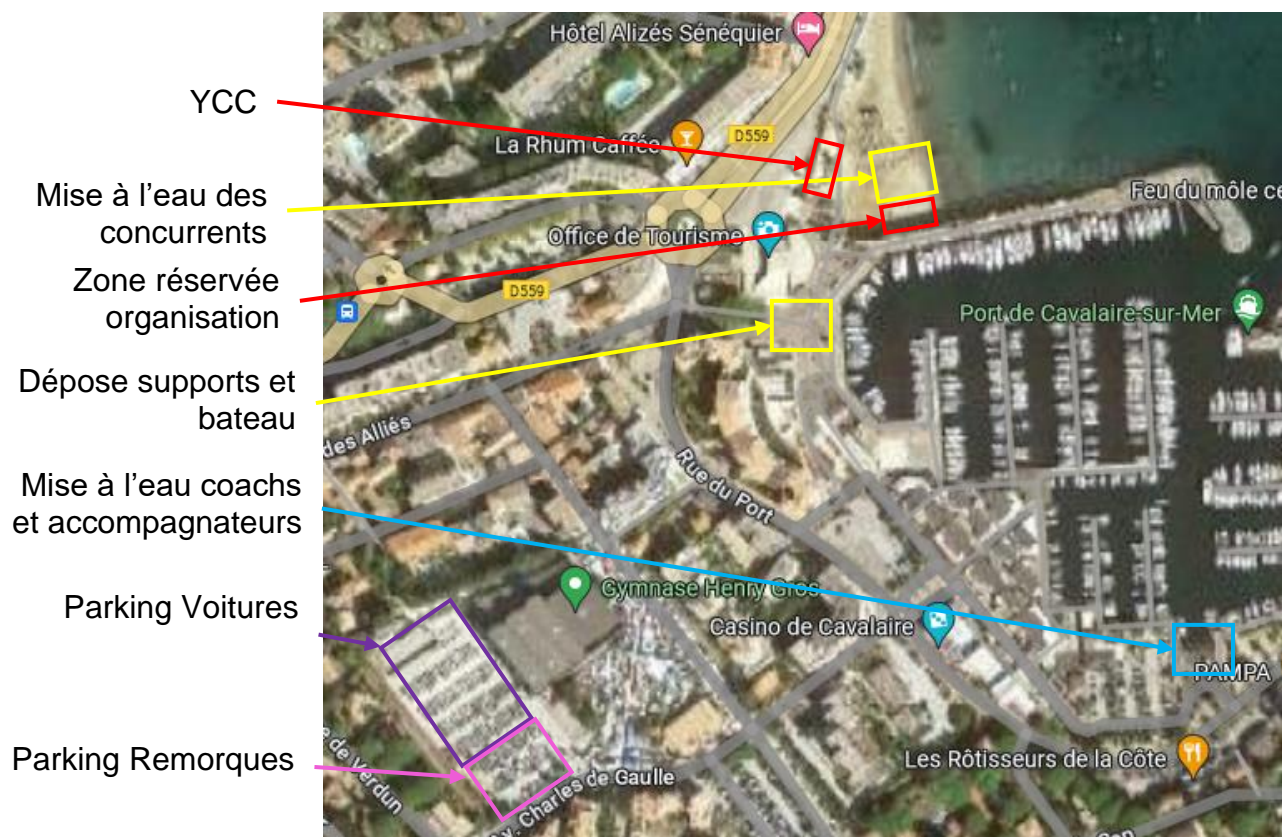 YCC
Mise à l'eau des
concurrents
Zone réservée
organisation
Dépose supports et
bateau
Mise à l'eau coachs
et accompagnateurs
Parking Voitures
Parking Remorques
Hôtel Alizés Sénéquier
La Rhum Caffée
D559
Feu du môle ce
Office de Tourisme
D559
Port de Cavalaire-sur-Mer
des Alliés
Rue du Port
Gymnase Henry Gros
Casino de Cavalaire
PAMPA
Les Rôtisseurs de la Côte
e de Verdun
Av. Charles de Gaulle